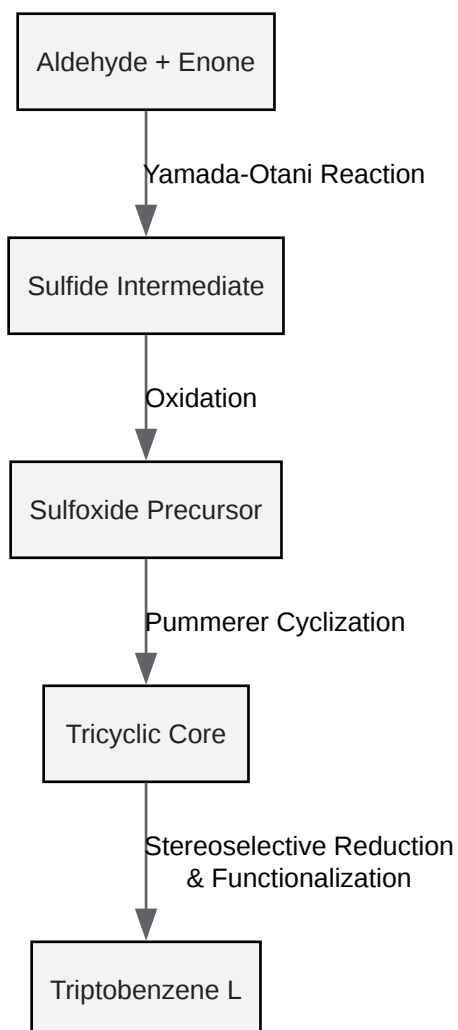 Aldehyde + Enone
Yamada-Otani Reaction
Sulfide Intermediate
Oxidation
Sulfoxide Precursor
Pummerer Cyclization
Tricyclic Core
Stereoselective Reduction
& Functionalization
Triptobenzene L